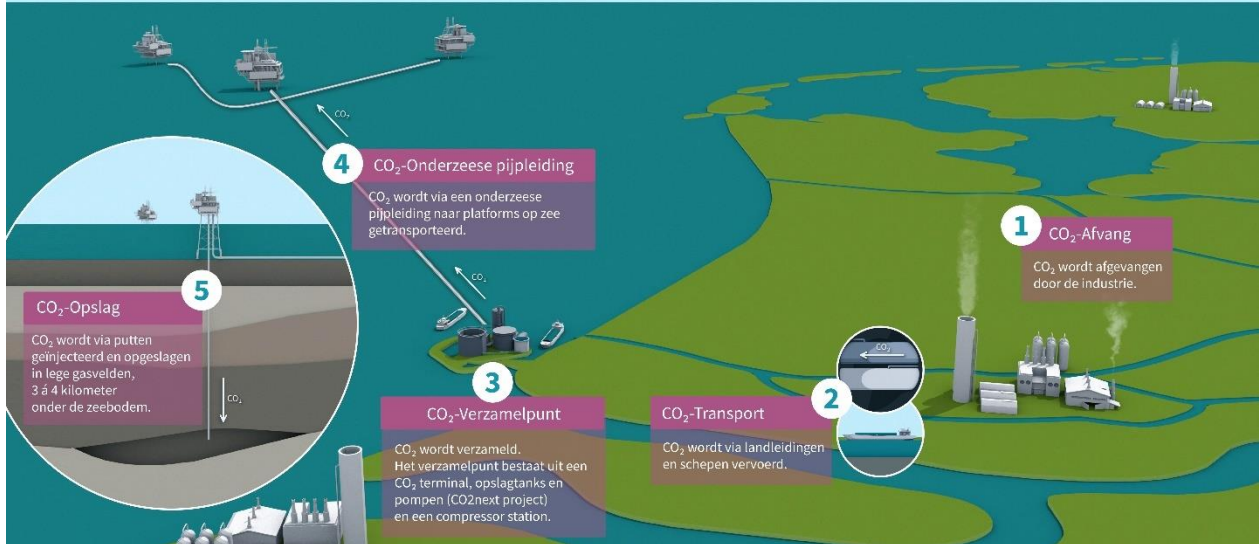 1
CO₂-Afvang
CO₂ wordt afgevangen
door de industrie.
2
CO₂-Transport
CO₂ wordt via landleidingen
en schepen vervoerd.
CO₂
3
CO₂-Verzamelpunt
CO₂ wordt verzameld.
Het verzamelpunt bestaat uit een
CO₂ terminal, opslagtanks en
pompen (CO2next project)
en een compressor station.
4
CO₂-Onderzeese pijpleiding
CO₂ wordt via een onderzeese
pijpleiding naar platforms op zee
getransporteerd.
CO₂
CO₂
5
CO₂-Opslag
CO₂ wordt via putten
geïnjecteerd en opgeslagen
in lege gasvelden,
3 á 4 kilometer
onder de zeebodem.
CO₂